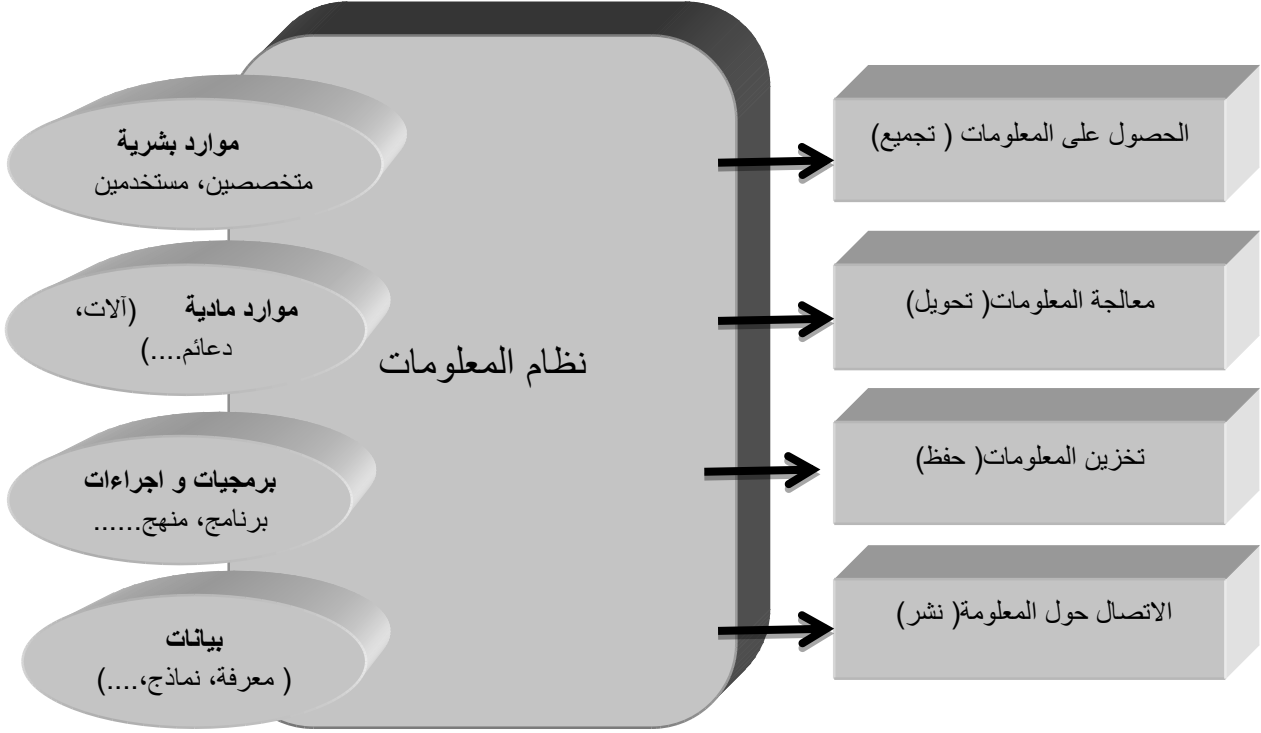 موارد بشرية
متخصصين، مستخدمين
موارد مادية (آلات،
دعائم....)
برمجيات و اجراءات
برنامج، منهج......
بيانات
( معرفة، نماذج،....)
نظام المعلومات
الحصول على المعلومات ( تجميع)
معالجة المعلومات( تحويل)
تخزين المعلومات( حفظ)
الاتصال حول المعلومة( نشر)